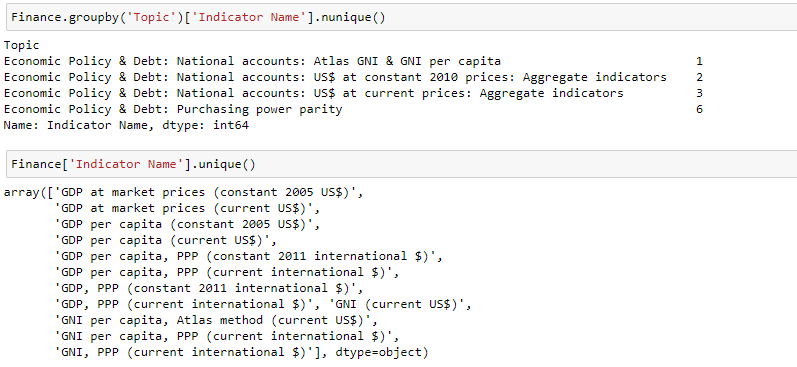 Finance.groupby('Topic')['Indicator Name'].nunique()
Topic
Economic Policy & Debt: National accounts: Atlas GNI & GNI per capita 1
Economic Policy & Debt: National accounts: US$ at constant 2010 prices: Aggregate indicators 2
Economic Policy & Debt: National accounts: US$ at current prices: Aggregate indicators 3
Economic Policy & Debt: Purchasing power parity 6
Name: Indicator Name, dtype: int64
Finance['Indicator Name'].unique()
array(['GDP at market prices (constant 2005 US$)',
'GDP at market prices (current US$)',
'GDP per capita (constant 2005 US$)',
'GDP per capita (current US$)',
'GDP per capita, PPP (constant 2011 international $)',
'GDP per capita, PPP (current international $)',
'GDP, PPP (constant 2011 international $)',
'GDP, PPP (current international $)', 'GNI (current US$)',
'GNI per capita, Atlas method (current US$)',
'GNI per capita, PPP (current international $)',
'GNI, PPP (current international $)'], dtype=object)